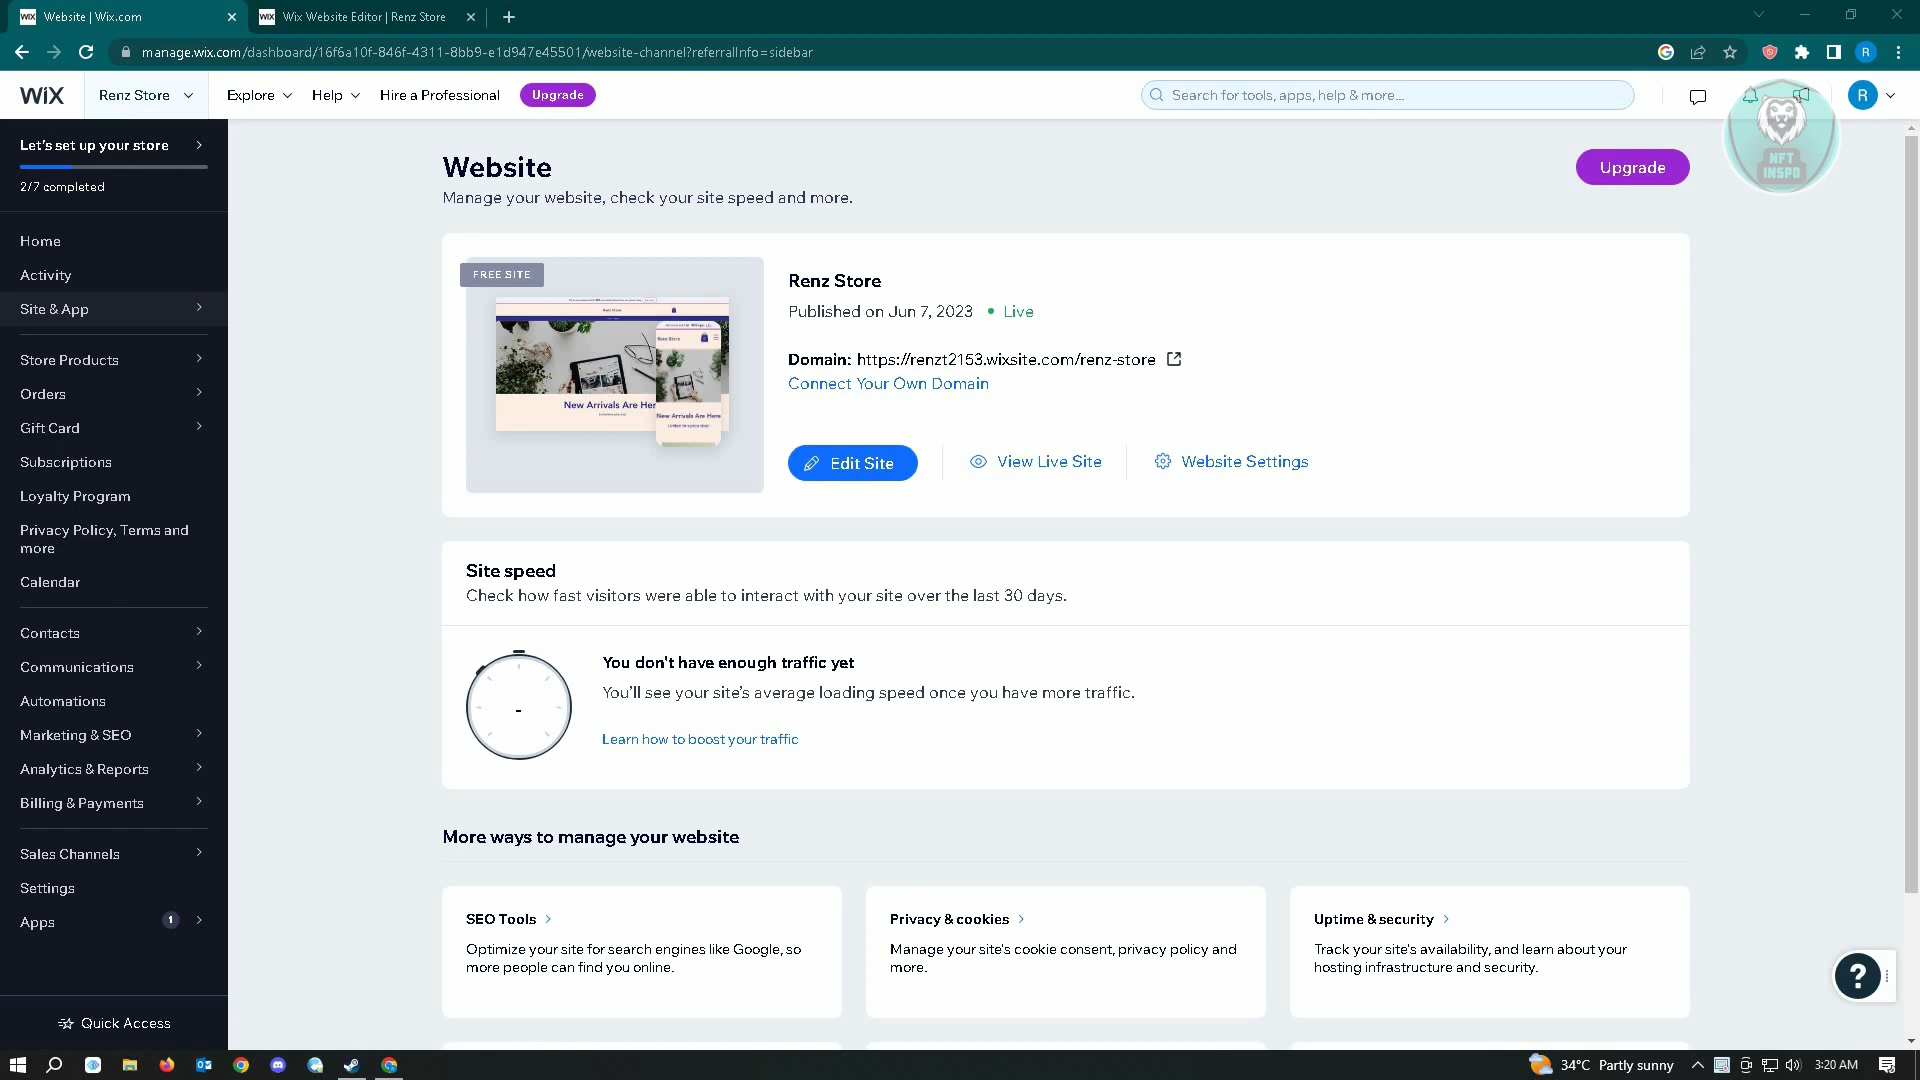 WiX Website | Wix.com
WiX Wix Website Editor | Renz Store
manage.wix.com/dashboard/16f6a10f-846f-4311-8bb9-e1d947e45501/website-channel?referralInfo=sidebar
R
WiX
Renz Store
Explore
Help
Hire a Professional
Upgrade
Search for tools, apps, help & more...
R
NFT
INSPO
Let's set up your store
2/7 completed
Home
Activity
Site & App
Store Products
Orders
Gift Card
Subscriptions
Loyalty Program
Privacy Policy, Terms and
more
Calendar
Contacts
Communications
Automations
Marketing & SEO
Analytics & Reports
Billing & Payments
Sales Channels
Settings
Apps 1
Quick Access
Website
Manage your website, check your site speed and more.
Upgrade
FREE SITE
Renz Store
Renz Store
New Arrivals Are Her
New Arrivals Are Here
Renz Store
Published on Jun 7, 2023 • Live
Domain: https://renzt2153.wixsite.com/renz-store
Connect Your Own Domain
Edit Site
View Live Site
Website Settings
Site speed
Check how fast visitors were able to interact with your site over the last 30 days.
-
You don't have enough traffic yet
You'll see your site's average loading speed once you have more traffic.
Learn how to boost your traffic
More ways to manage your website
SEO Tools
Optimize your site for search engines like Google, so
more people can find you online.
Privacy & cookies
Manage your site's cookie consent, privacy policy and
more.
Uptime & security
Track your site's availability, and learn about your
hosting infrastructure and security.
?
34°C Partly sunny
3:20 AM